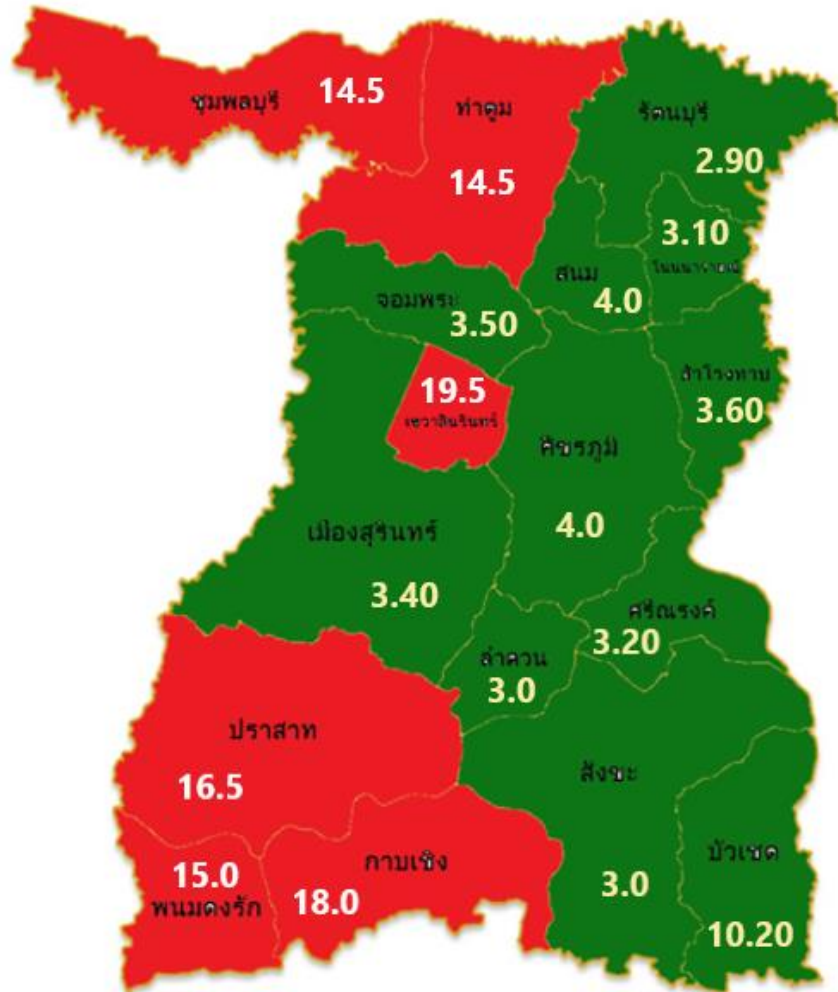 ชุมพลบุรี 14.5
ท่าตูม
14.5
รัตนบุรี
2.90
3.10
โนนนารายณ์
สนม
4.0
จอมพระ
3.50
สำโรงทาบ
3.60
19.5
เขวาสินรินทร์
ศีขรภูมิ
4.0
เมืองสุรินทร์
3.40
ศรีณรงค์
3.20
ลำดวน
3.0
ปราสาท
16.5
สังขะ
3.0
บัวเชด
10.20
กาบเชิง
18.0
15.0
พนมดงรัก